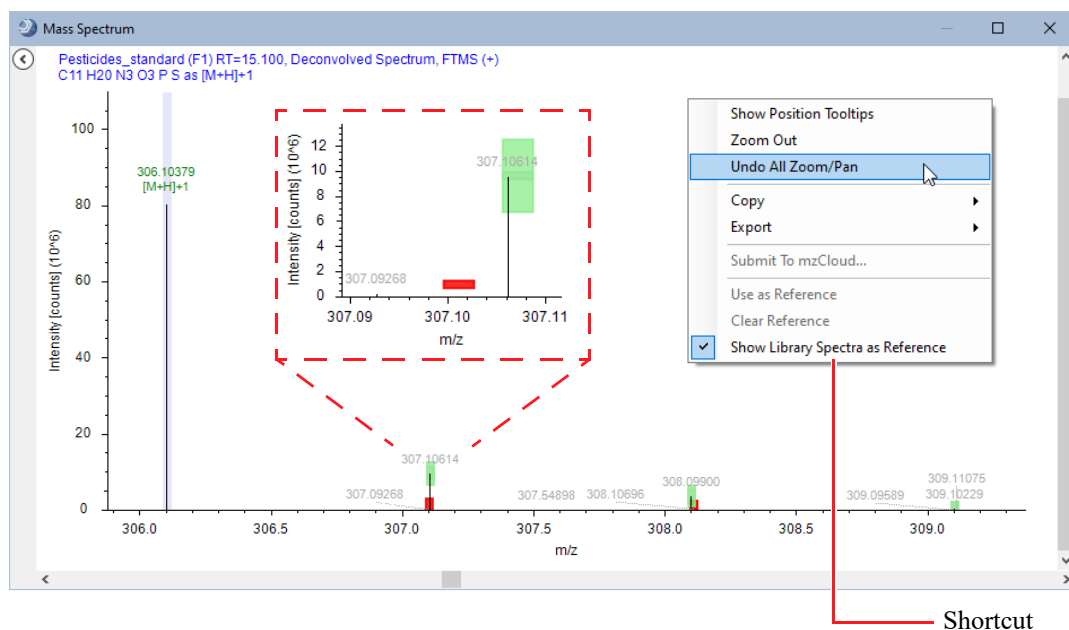 Mass Spectrum
Pesticides_standard (F1) RT=15.100, Deconvolved Spectrum, FTMS (+)
C11 H20 N3 O3 P S as [M+H]+1
Intensity [counts] (10^6)
100
80
60
40
20
0
306.10379
[M+H]+1
Intensity [counts] (10^6)
12
10
8
6
4
2
0
307.10614
307.09268
307.09
307.10
307.11
m/z
Show Position Tooltips
Zoom Out
Undo All Zoom/Pan
Copy
Export
Submit To mzCloud...
Use as Reference
Clear Reference
Show Library Spectra as Reference
307.10614
307.09268
307.54898
308.10696
308.09900
309.11075
309.09589
309.10229
306.0
306.5
307.0
307.5
308.0
308.5
309.0
m/z
Shortcut